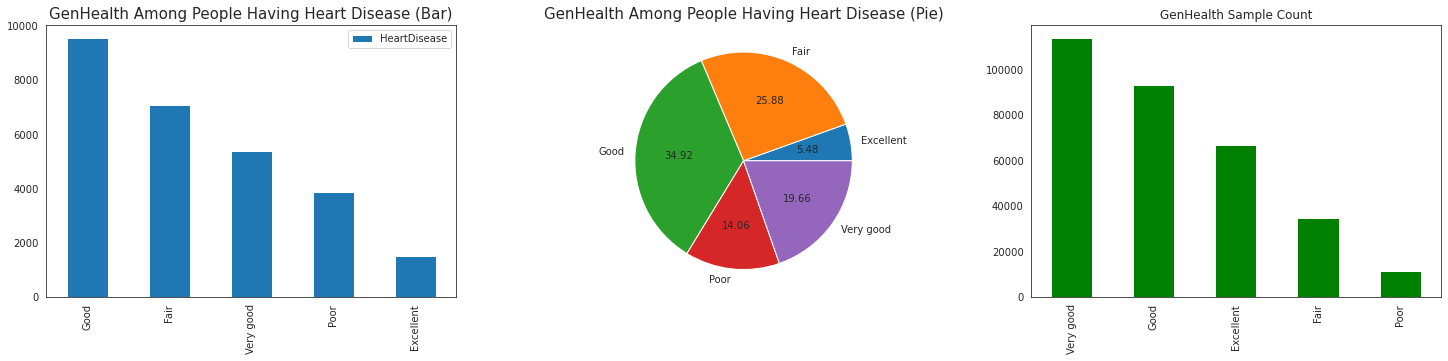 GenHealth Among People Having Heart Disease (Bar)
10000
8000
6000
4000
2000
0
HeartDisease
Good
Fair
Very good
Poor
Excellent
GenHealth Among People Having Heart Disease (Pie)
Fair
25.88
Excellent
5.48
Good
34.92
19.66
14.06
Very good
Poor
GenHealth Sample Count
100000
80000
60000
40000
20000
0
Very good
Good
Excellent
Fair
Poor